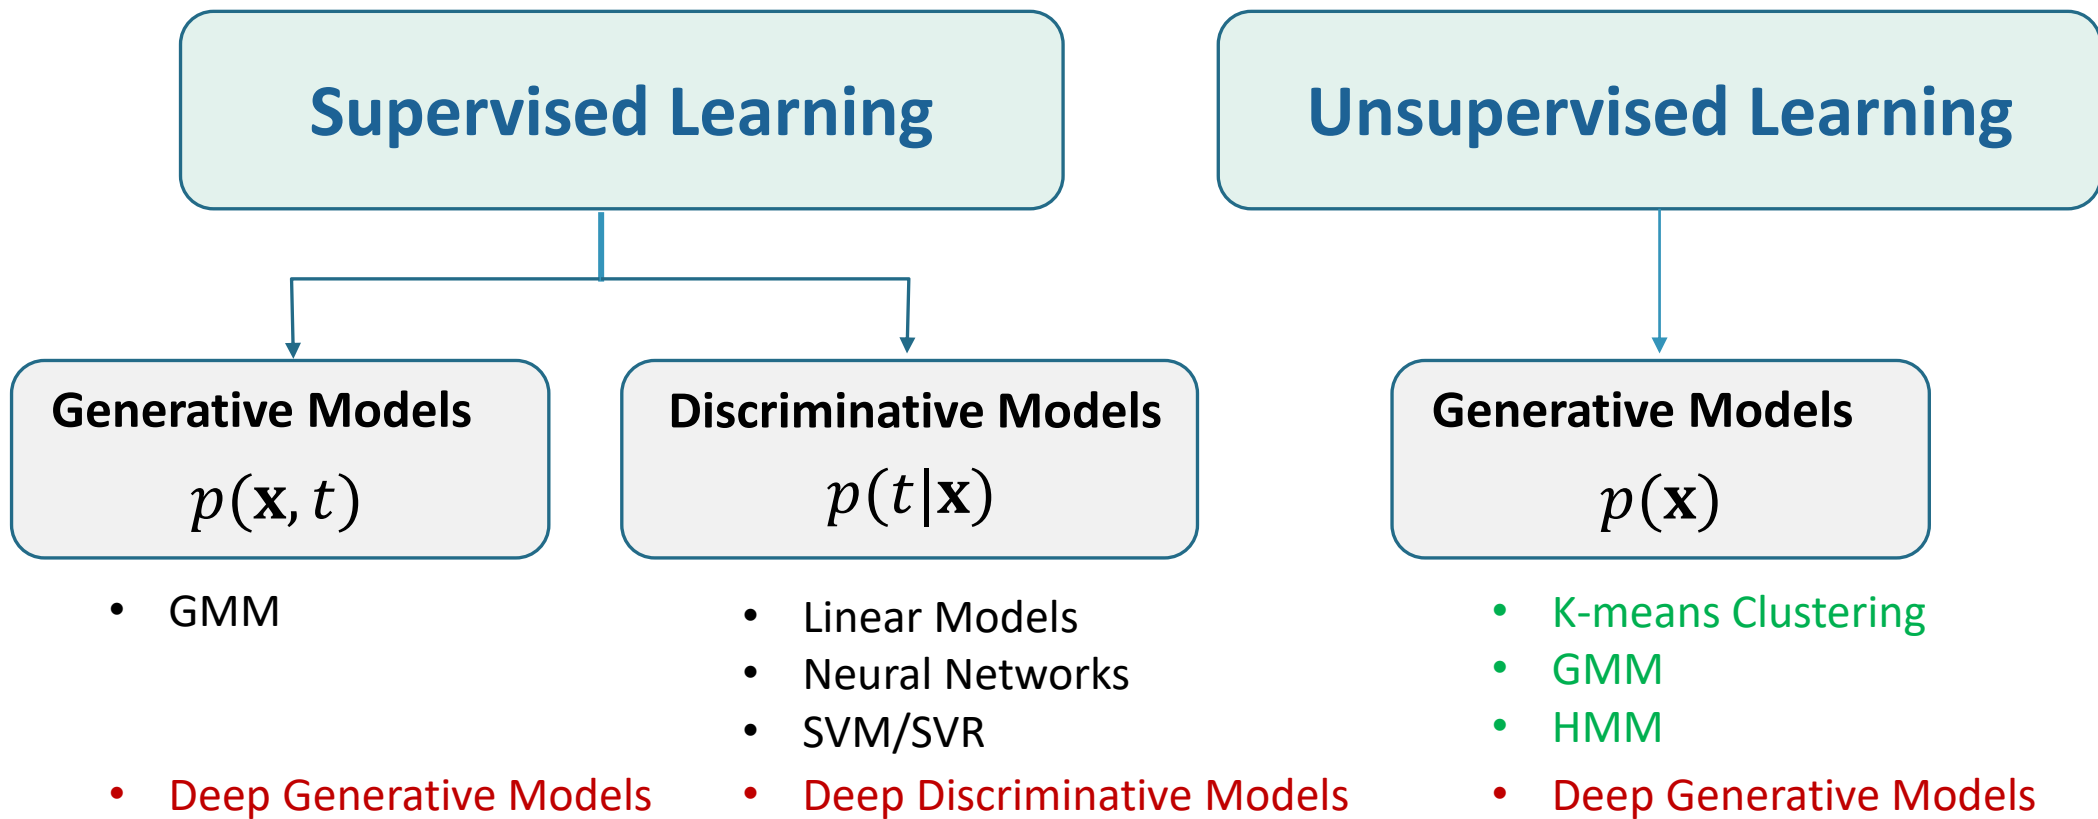 Supervised Learning
Unsupervised Learning
Generative Models
p(x, t)
Discriminative Models
p(t|x)
Generative Models
p(x)
• GMM
• Deep Generative Models
• Linear Models
• Neural Networks
• SVM/SVR
• Deep Discriminative Models
• K-means Clustering
• GMM
• HMM
• Deep Generative Models